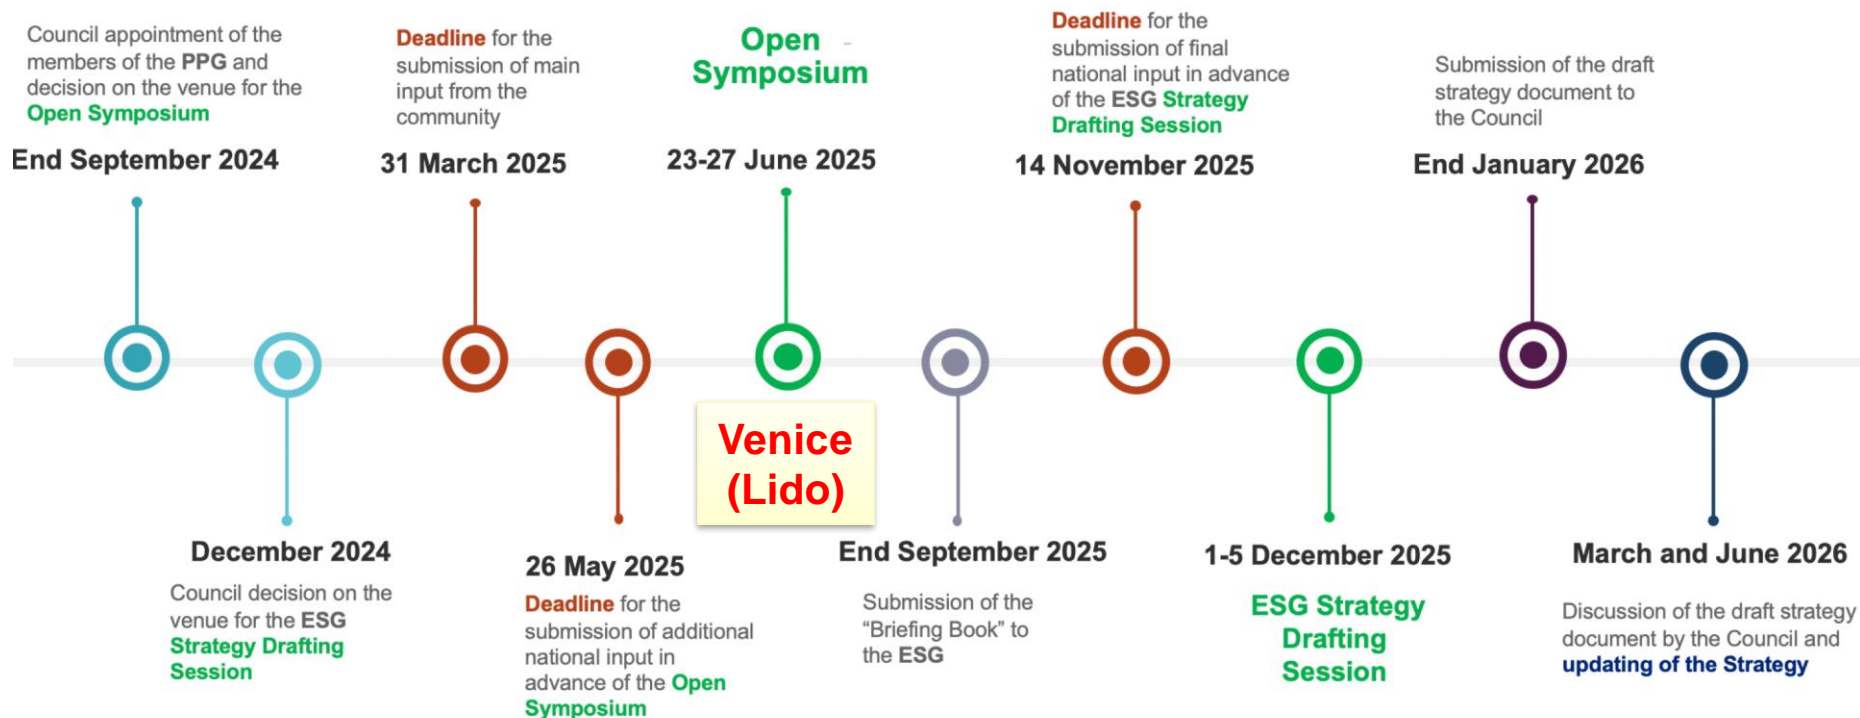 Council appointment of the
members of the PPG and
decision on the venue for the
Open Symposium
End September 2024
Deadline for the
submission of main
input from the
community
31 March 2025
Open
Symposium
23-27 June 2025
Deadline for the
submission of final
national input in advance
of the ESG Strategy
Drafting Session
14 November 2025
Submission of the draft
strategy document to
the Council
End January 2026
Venice
(Lido)
December 2024
Council decision on the
venue for the ESG
Strategy Drafting
Session
26 May 2025
Deadline for the
submission of additional
national input in
advance of the Open
Symposium
End September 2025
Submission of the
“Briefing Book” to
the ESG
1-5 December 2025
ESG Strategy
Drafting
Session
March and June 2026
Discussion of the draft strategy
document by the Council and
updating of the Strategy